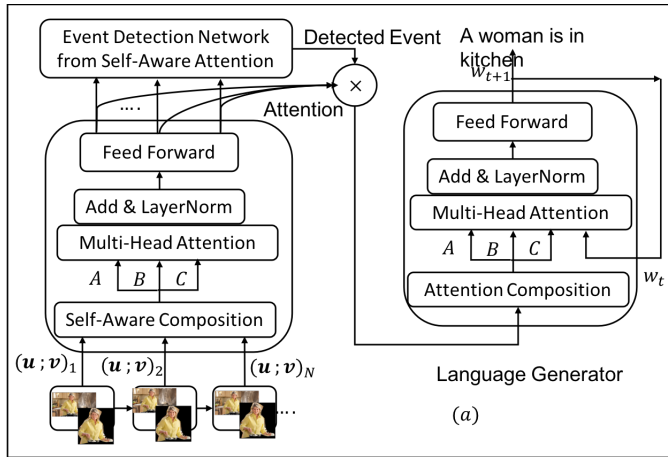 Event Detection Network
from Self-Aware Attention
Detected Event
×
Attention
....
Feed Forward
Add & LayerNorm
Multi-Head Attention
A B C
Self-Aware Composition
(u ; v)₁ (u ; v)₂ (u ; v)_N
....
A woman is in
kitchen
w_{t+1}
Feed Forward
Add & LayerNorm
Multi-Head Attention
A B C
w_t
Attention Composition
Language Generator
(a)